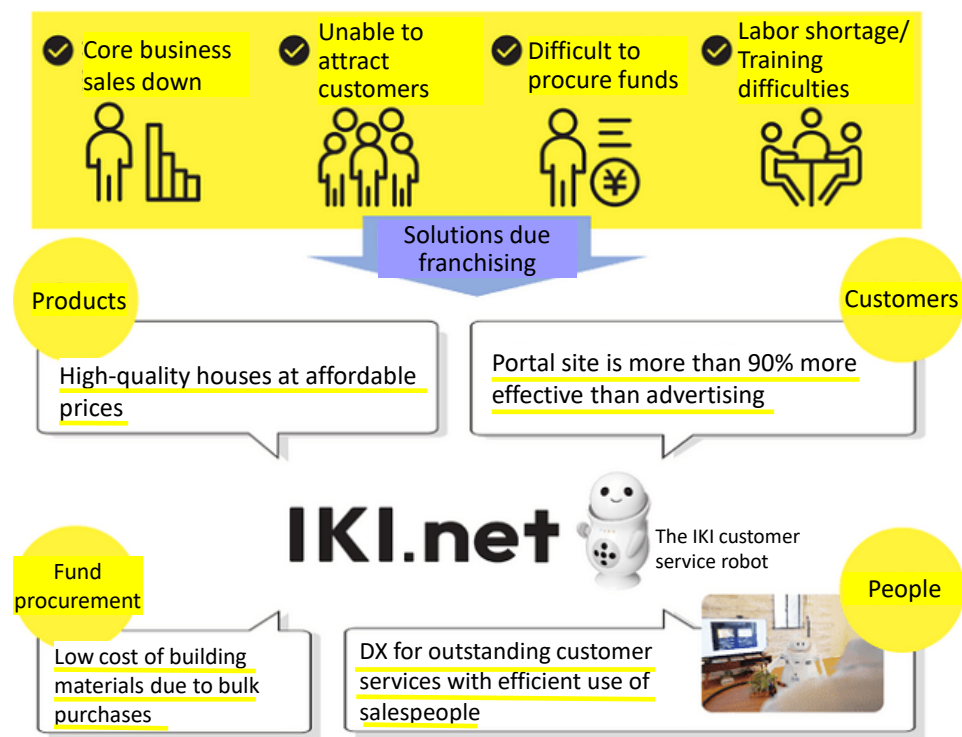 Core business
sales down
Unable to
attract
customers
Difficult to
procure funds
Labor shortage/
Training
difficulties
¥
Solutions due
franchising
Products
High-quality houses at affordable
prices
Customers
Portal site is more than 90% more
effective than advertising
IKI.net
The IKI customer
service robot
Fund
procurement
Low cost of building
materials due to bulk
purchases
People
DX for outstanding customer
services with efficient use of
salespeople